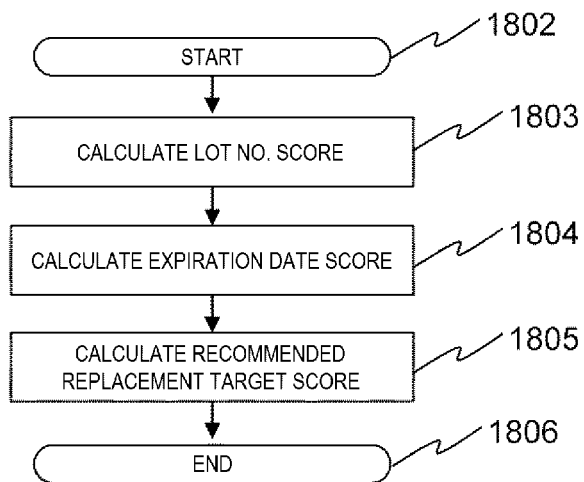 1802
START
1803
CALCULATE LOT NO. SCORE
1804
CALCULATE EXPIRATION DATE SCORE
1805
CALCULATE RECOMMENDED
REPLACEMENT TARGET SCORE
1806
END